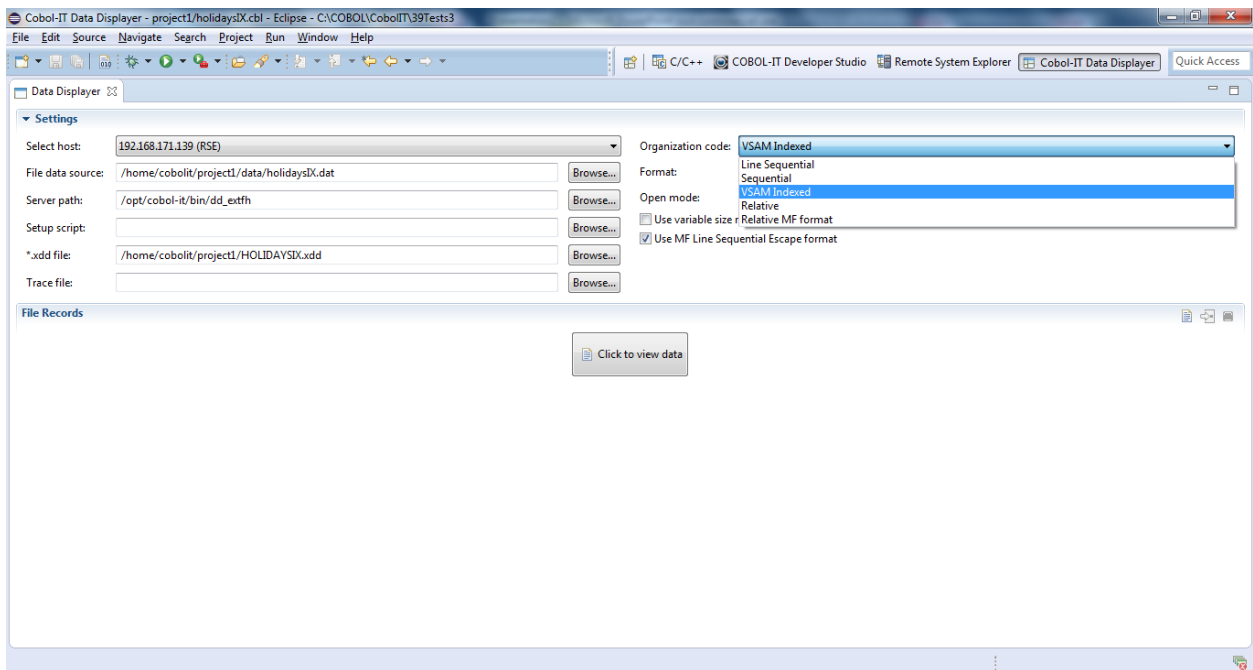 Cobol-IT Data Displayer - project1/holidaysIX.cbl - Eclipse - C:\COBOL\CobolIT\39Tests3
File Edit Source Navigate Search Project Run Window Help
C/C++ COBOL-IT Developer Studio Remote System Explorer Cobol-IT Data Displayer Quick Access
Data Displayer
Settings
Select host: 192.168.171.139 (RSE) Organization code: VSAM Indexed
Line Sequential
File data source: /home/cobolit/project1/data/holidaysIX.dat Browse... Format:
Sequential
VSAM Indexed
Server path: /opt/cobol-it/bin/dd_extfh Browse... Open mode:
Relative
Use variable size r Relative MF format
Setup script: Browse...
Use MF Line Sequential Escape format
*.xdd file: /home/cobolit/project1/HOLIDAYSIX.xdd Browse...
Trace file: Browse...
File Records
Click to view data